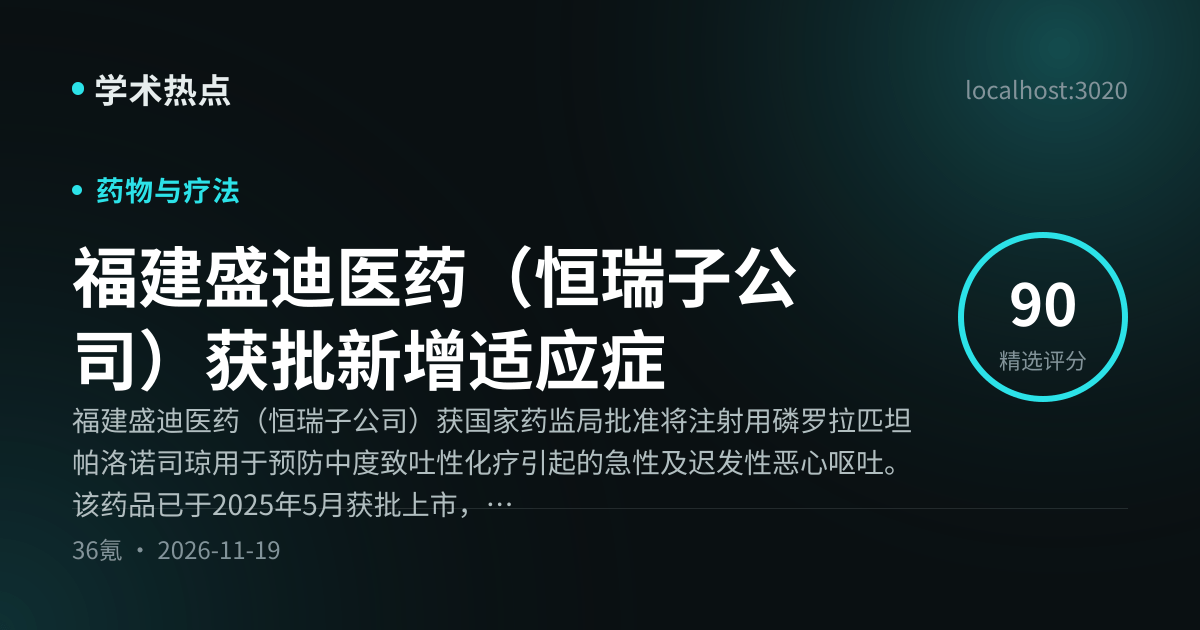 学术热点
localhost:3020
药物与疗法
福建盛迪医药（恒瑞子公
司）获批新增适应症
90
精选评分
福建盛迪医药（恒瑞子公司）获国家药监局批准将注射用磷罗拉匹坦
帕洛诺司琼用于预防中度致吐性化疗引起的急性及迟发性恶心呕吐。
该药品已于2025年5月获批上市，…
36氪 · 2026-11-19